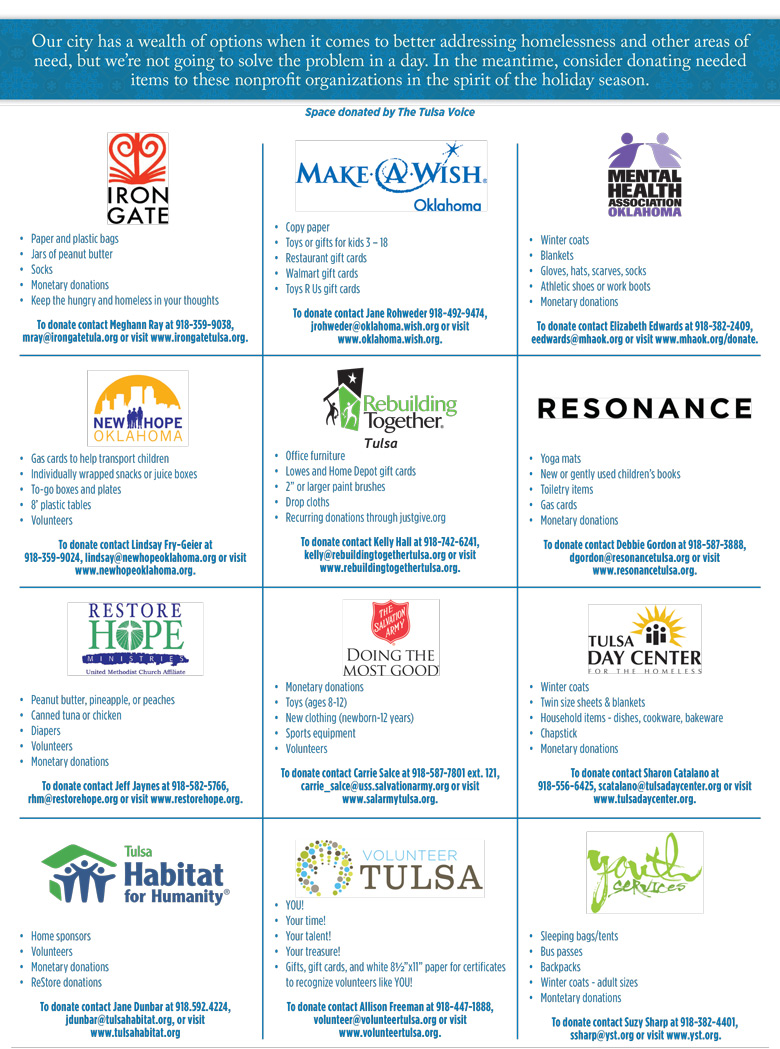 Our city has a wealth of options when it comes to better addressing homelessness and other areas of
need, but we're not going to solve the problem in a day. In the meantime, consider donating needed
items to these nonprofit organizations in the spirit of the holiday season.
Space donated by The Tulsa Voice
IRON
GATE
• Paper and plastic bags
• Jars of peanut butter
• Socks
• Monetary donations
• Keep the hungry and homeless in your thoughts
To donate contact Meghann Ray at 918-359-9038,
mray@irongatetula.org or visit www.irongatetulsa.org.
MAKE·A·WISH®
Oklahoma
• Copy paper
• Toys or gifts for kids 3 – 18
• Restaurant gift cards
• Walmart gift cards
• Toys R Us gift cards
To donate contact Jane Rohweder 918-492-9474,
jrohweder@oklahoma.wish.org or visit
www.oklahoma.wish.org.
MENTAL
HEALTH
ASSOCIATION
OKLAHOMA
• Winter coats
• Blankets
• Gloves, hats, scarves, socks
• Athletic shoes or work boots
• Monetary donations
To donate contact Elizabeth Edwards at 918-382-2409,
eedwards@mhaok.org or visit www.mhaok.org/donate.
NEW HOPE
OKLAHOMA
• Gas cards to help transport children
• Individually wrapped snacks or juice boxes
• To-go boxes and plates
• 8' plastic tables
• Volunteers
To donate contact Lindsay Fry-Geier at
918-359-9024, lindsay@newhopeoklahoma.org or visit
www.newhopeoklahoma.org.
Rebuilding
Together®
Tulsa
• Office furniture
• Lowes and Home Depot gift cards
• 2" or larger paint brushes
• Drop cloths
• Recurring donations through justgive.org
To donate contact Kelly Hall at 918-742-6241,
kelly@rebuildingtogethertulsa.org or visit
www.rebuildingtogethertulsa.org.
RESONANCE
• Yoga mats
• New or gently used children's books
• Toiletry items
• Gas cards
• Monetary donations
To donate contact Debbie Gordon at 918-587-3888,
dgordon@resonancetulsa.org or visit
www.resonancetulsa.org.
RESTORE
HOPE
MINISTRIES
United Methodist Church Affiliate
• Peanut butter, pineapple, or peaches
• Canned tuna or chicken
• Diapers
• Volunteers
• Monetary donations
To donate contact Jeff Jaynes at 918-582-5766,
rhm@restorehope.org or visit www.restorehope.org.
THE
SALVATION
ARMY
DOING THE
MOST GOOD
• Monetary donations
• Toys (ages 8-12)
• New clothing (newborn-12 years)
• Sports equipment
• Volunteers
To donate contact Carrie Salce at 918-587-7801 ext. 121,
carrie_salce@uss.salvationarmy.org or visit
www.salarmytulsa.org.
TULSA
DAY CENTER
FOR THE HOMELESS
• Winter coats
• Twin size sheets & blankets
• Household items - dishes, cookware, bakeware
• Chapstick
• Monetary donations
To donate contact Sharon Catalano at
918-556-6425, scatalano@tulsadaycenter.org or visit
www.tulsadaycenter.org.
Tulsa
Habitat
for Humanity®
• Home sponsors
• Volunteers
• Monetary donations
• ReStore donations
To donate contact Jane Dunbar at 918.592.4224,
jdunbar@tulsahabitat.org, or visit
www.tulsahabitat.org
VOLUNTEER
TULSA
• YOU!
• Your time!
• Your talent!
• Your treasure!
• Gifts, gift cards, and white 8½"x11" paper for certificates
to recognize volunteers like YOU!
To donate contact Allison Freeman at 918-447-1888,
volunteer@volunteertulsa.org or visit
www.volunteertulsa.org.
youth
SERVICES
• Sleeping bags/tents
• Bus passes
• Backpacks
• Winter coats - adult sizes
• Montetary donations
To donate contact Suzy Sharp at 918-382-4401,
ssharp@yst.org or visit www.yst.org.